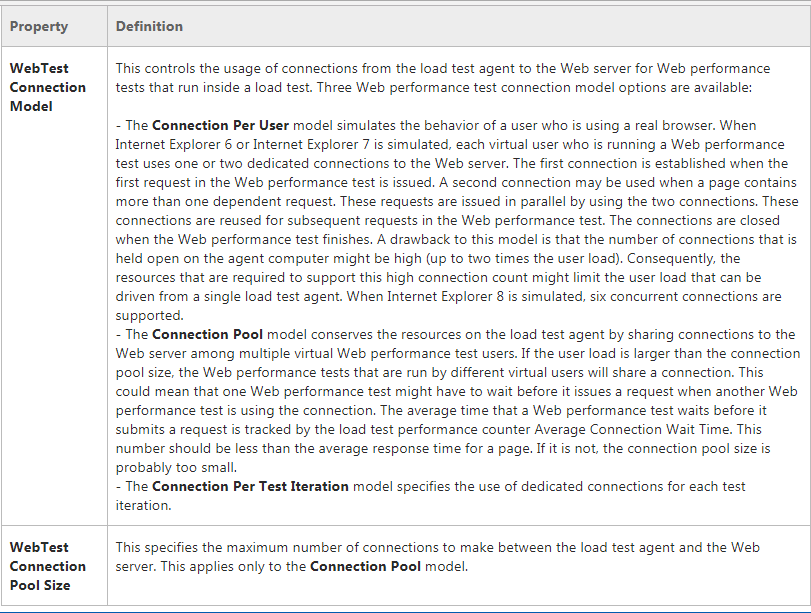 Property
Definition
WebTest
Connection
Model
This controls the usage of connections from the load test agent to the Web server for Web performance
tests that run inside a load test. Three Web performance test connection model options are available:
- The Connection Per User model simulates the behavior of a user who is using a real browser. When
Internet Explorer 6 or Internet Explorer 7 is simulated, each virtual user who is running a Web performance
test uses one or two dedicated connections to the Web server. The first connection is established when the
first request in the Web performance test is issued. A second connection may be used when a page contains
more than one dependent request. These requests are issued in parallel by using the two connections. These
connections are reused for subsequent requests in the Web performance test. The connections are closed
when the Web performance test finishes. A drawback to this model is that the number of connections that is
held open on the agent computer might be high (up to two times the user load). Consequently, the
resources that are required to support this high connection count might limit the user load that can be
driven from a single load test agent. When Internet Explorer 8 is simulated, six concurrent connections are
supported.
- The Connection Pool model conserves the resources on the load test agent by sharing connections to the
Web server among multiple virtual Web performance test users. If the user load is larger than the connection
pool size, the Web performance tests that are run by different virtual users will share a connection. This
could mean that one Web performance test might have to wait before it issues a request when another Web
performance test is using the connection. The average time that a Web performance test waits before it
submits a request is tracked by the load test performance counter Average Connection Wait Time. This
number should be less than the average response time for a page. If it is not, the connection pool size is
probably too small.
- The Connection Per Test Iteration model specifies the use of dedicated connections for each test
iteration.
WebTest
Connection
Pool Size
This specifies the maximum number of connections to make between the load test agent and the Web
server. This applies only to the Connection Pool model.